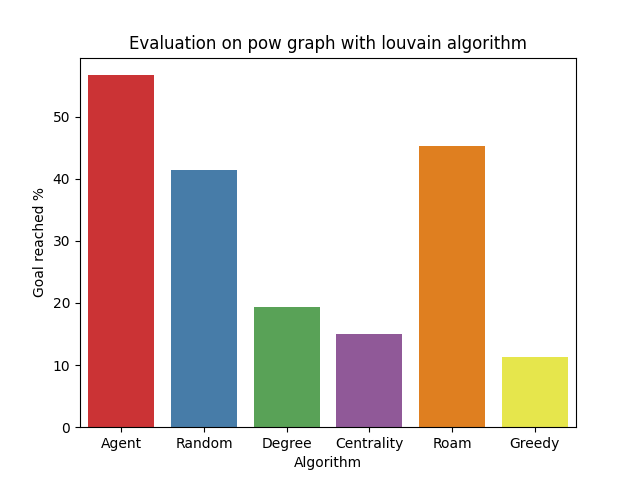 Evaluation on pow graph with louvain algorithm
50
40
30
20
10
0
Goal reached %
Agent Random Degree Centrality Roam Greedy
Algorithm